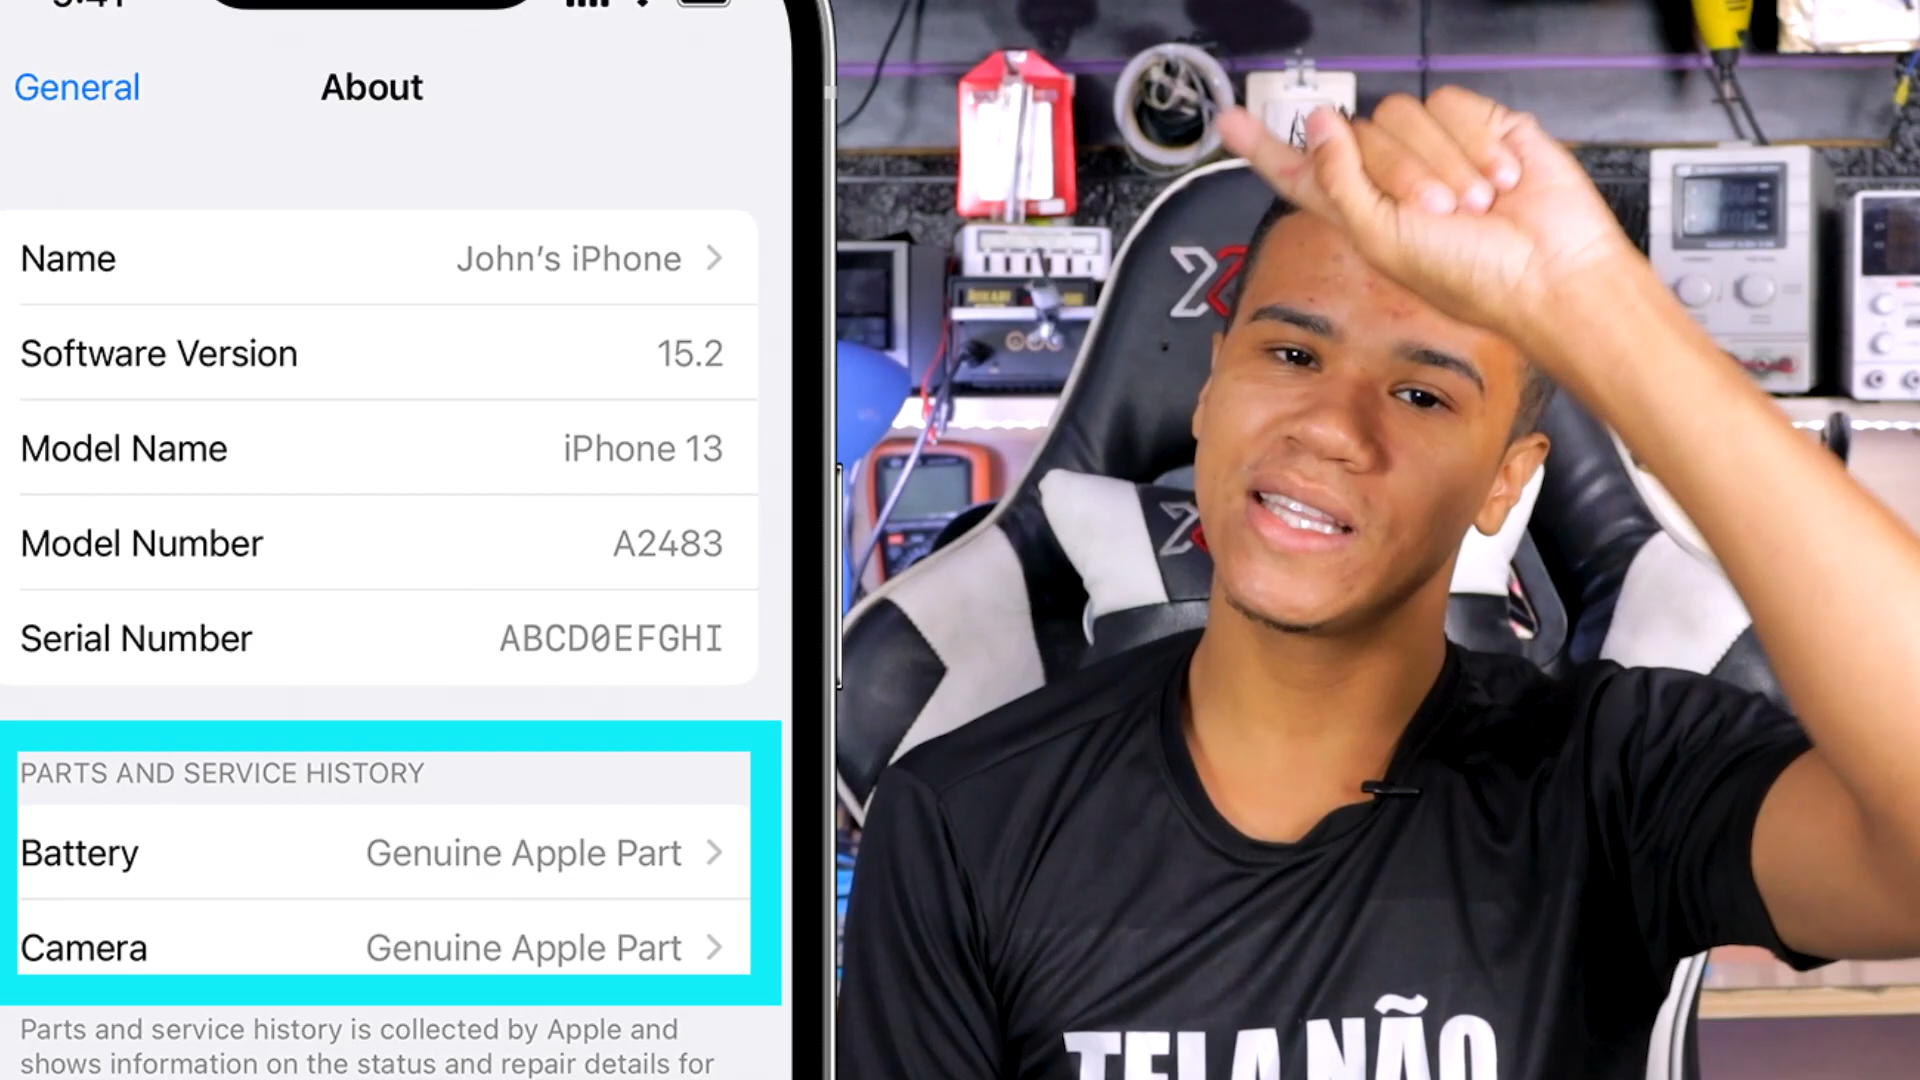 General
About
Name
John's iPhone
Software Version
15.2
Model Name
iPhone 13
Model Number
A2483
Serial Number
ABCD0EFGHI
PARTS AND SERVICE HISTORY
Battery
Genuine Apple Part
Camera
Genuine Apple Part
Parts and service history is collected by Apple and
shows information on the status and repair details for
TELA NÃO